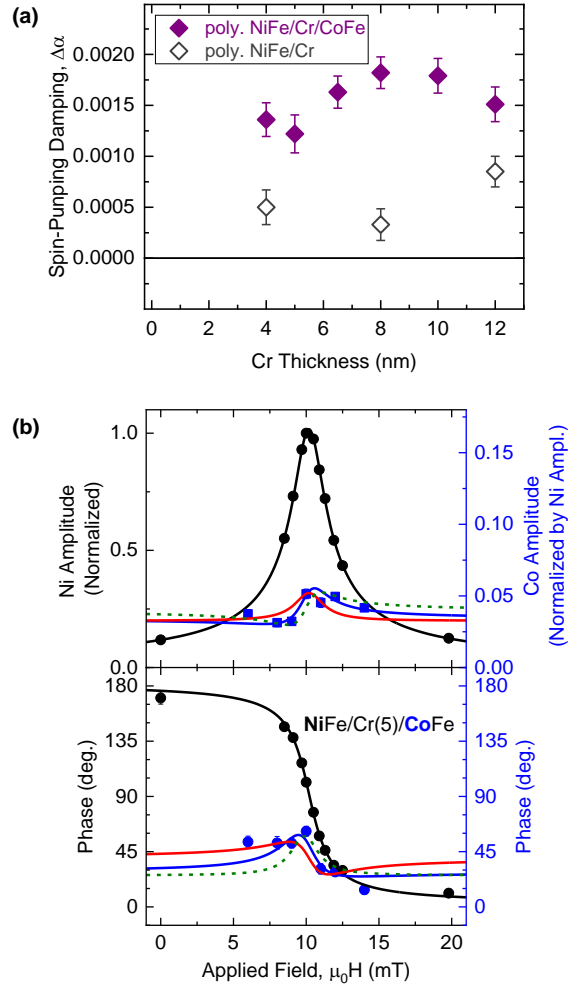 (a)
poly. NiFe/Cr/CoFe
poly. NiFe/Cr
Spin-Pumping Damping, Δα
0.0020
0.0015
0.0010
0.0005
0.0000
0 2 4 6 8 10 12
Cr Thickness (nm)
(b)
Ni Amplitude
(Normalized)
1.0
0.5
0.0
0.15
0.10
0.05
0.00
Co Amplitude
(Normalized by Ni Ampl.)
NiFe/Cr(5)/CoFe
Phase (deg.)
180
135
90
45
0
180
135
90
45
0
Phase (deg.)
0 5 10 15 20
Applied Field, μ0H (mT)